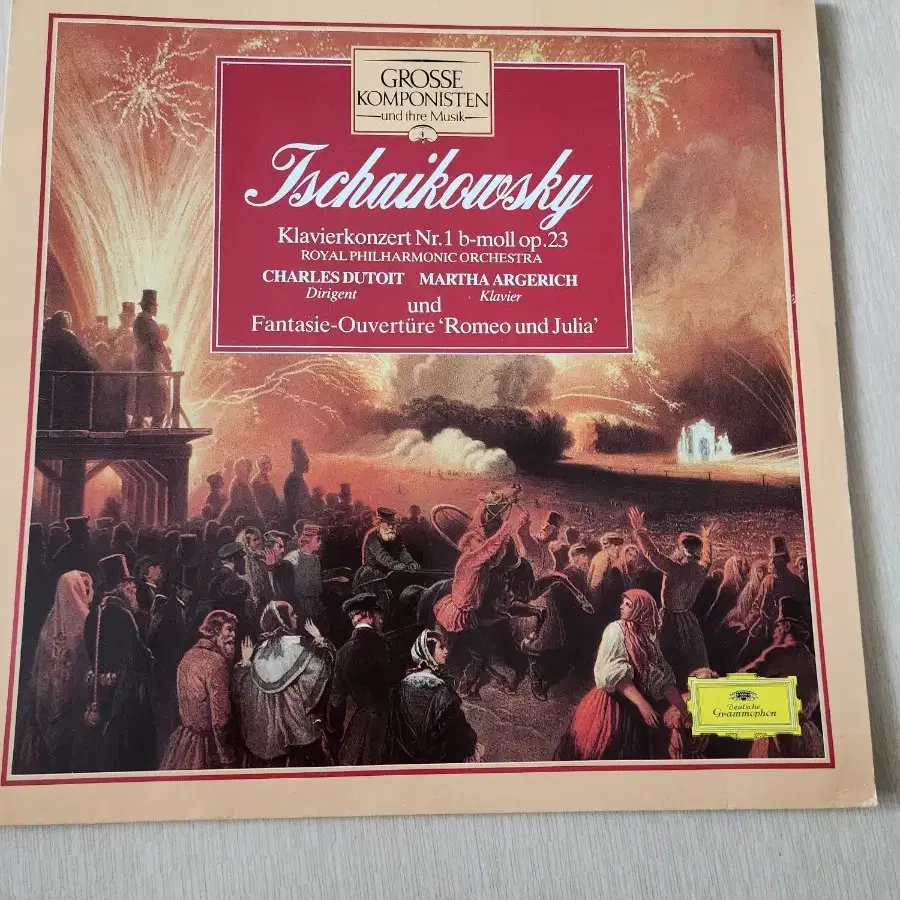 GROSSE
KOMPONISTEN
und ihre Musik
4
Tschaikowsky
Klavierkonzert Nr.1 b-moll op.23
ROYAL PHILHARMONIC ORCHESTRA
CHARLES DUTOIT MARTHA ARGERICH
Dirigent Klavier
und
Fantasie-Ouvertüre ‘Romeo und Julia’
Deutsche
Grammophon